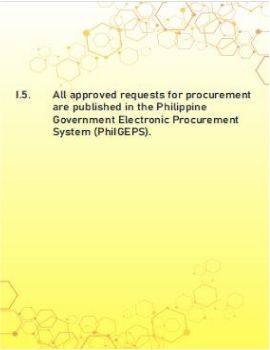 I.5. All approved requests for procurement
are published in the Philippine
Government Electronic Procurement
System (PhilGEPS).